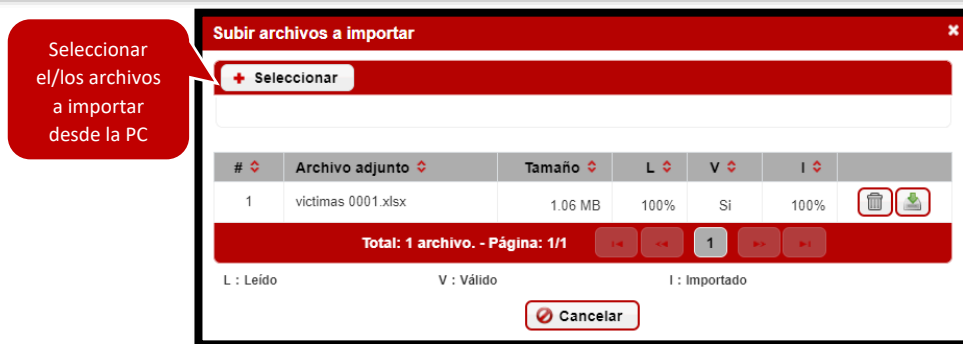 Seleccionar
el/los archivos
a importar
desde la PC
Subir archivos a importar
Seleccionar
# Archivo adjunto Tamaño L V I
1 victimas 0001.xlsx 1.06 MB 100% Si 100%
Total: 1 archivo. - Página: 1/1 1
L : Leído V : Válido I : Importado
Cancelar